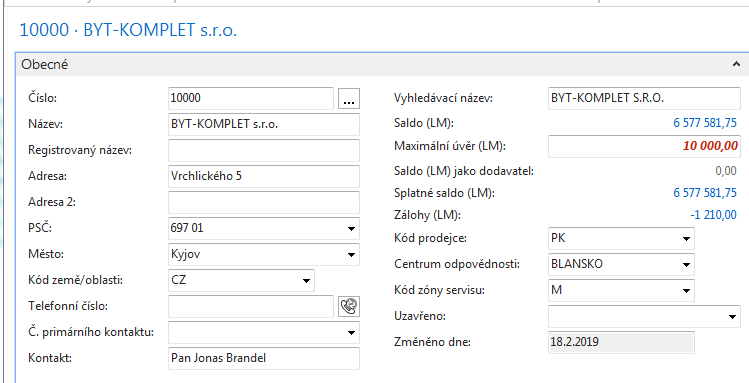 10000 · BYT-KOMPLET s.r.o.
Obecné
Číslo: 10000 ...
Název: BYT-KOMPLET s.r.o.
Registrovaný název:
Adresa: Vrchlického 5
Adresa 2:
PSČ: 697 01
Město: Kyjov
Kód země/oblasti: CZ
Telefonní číslo:
Č. primárního kontaktu:
Kontakt: Pan Jonas Brandel
Vyhledávací název: BYT-KOMPLET S.R.O.
Saldo (LM): 6 577 581,75
Maximální úvěr (LM): 10 000,00
Saldo (LM) jako dodavatel: 0,00
Splatné saldo (LM): 6 577 581,75
Zálohy (LM): -1 210,00
Kód prodejce: PK
Centrum odpovědnosti: BLANSKO
Kód zóny servisu: M
Uzavřeno:
Změněno dne: 18.2.2019